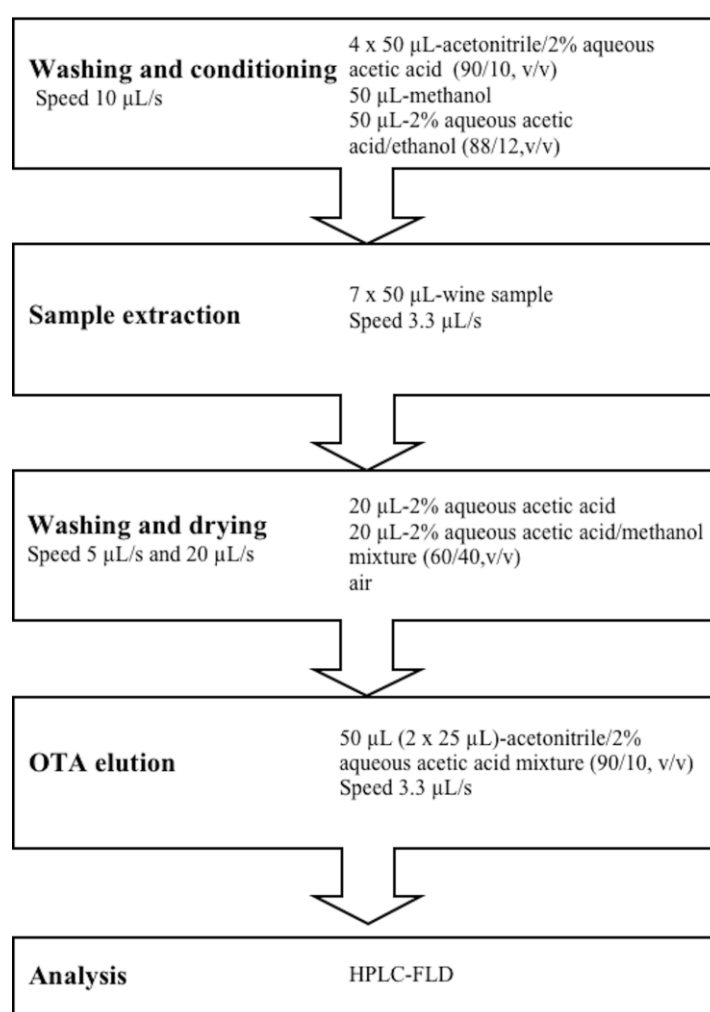 Washing and conditioning
Speed 10 µL/s
4 x 50 µL-acetonitrile/2% aqueous
acetic acid  (90/10, v/v)
50 µL-methanol
50 µL-2% aqueous acetic
acid/ethanol (88/12,v/v)
Sample extraction
7 x 50 µL-wine sample
Speed 3.3 µL/s
Washing and drying
Speed 5 µL/s and 20 µL/s
20 µL-2% aqueous acetic acid
20 µL-2% aqueous acetic acid/methanol
mixture (60/40,v/v)
air
OTA elution
50 µL (2 x 25 µL)-acetonitrile/2%
aqueous acetic acid mixture (90/10, v/v)
Speed 3.3 µL/s
Analysis
HPLC-FLD